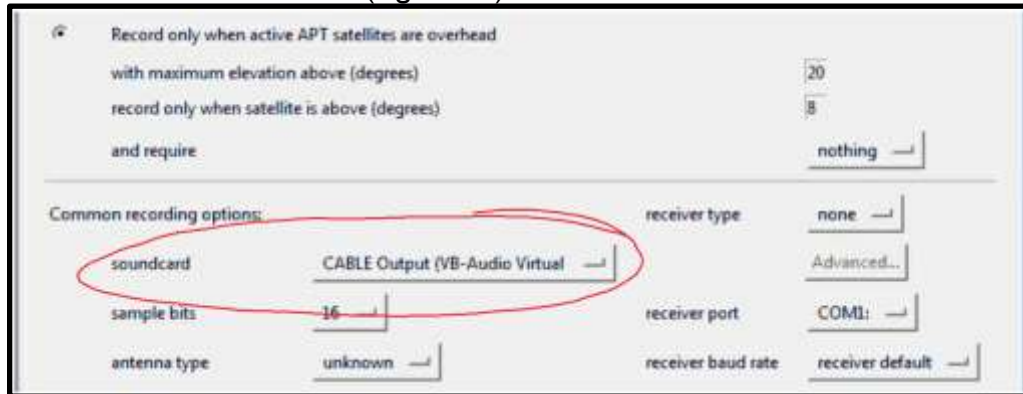 Record only when active APT satellites are overhead
with maximum elevation above (degrees) 20
record only when satellite is above (degrees) 8
and require nothing
Common recording options: receiver type none
soundcard CABLE Output (VB-Audio Virtual Advanced...
sample bits 16 receiver port COM1:
antenna type unknown receiver baud rate receiver default